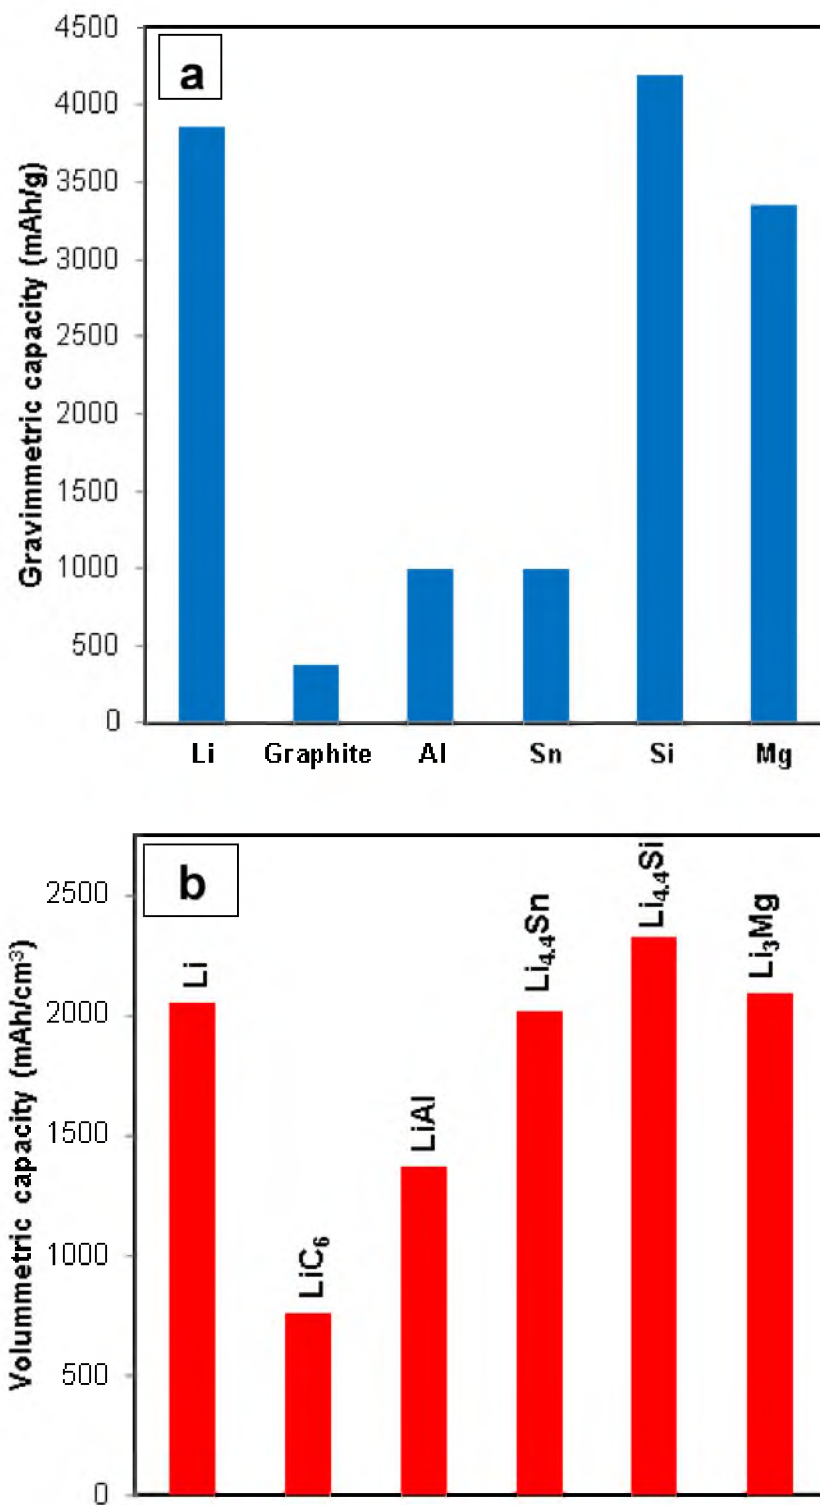 a
Gravimmetric capacity (mAh/g)
4500
4000
3500
3000
2500
2000
1500
1000
500
0
Li Graphite Al Sn Si Mg
b
Volummetric capacity (mAh/cm³)
2500
2000
1500
1000
500
0
Li
LiC₆
LiAl
Li₄.₄Sn
Li₄.₄Si
Li₃Mg